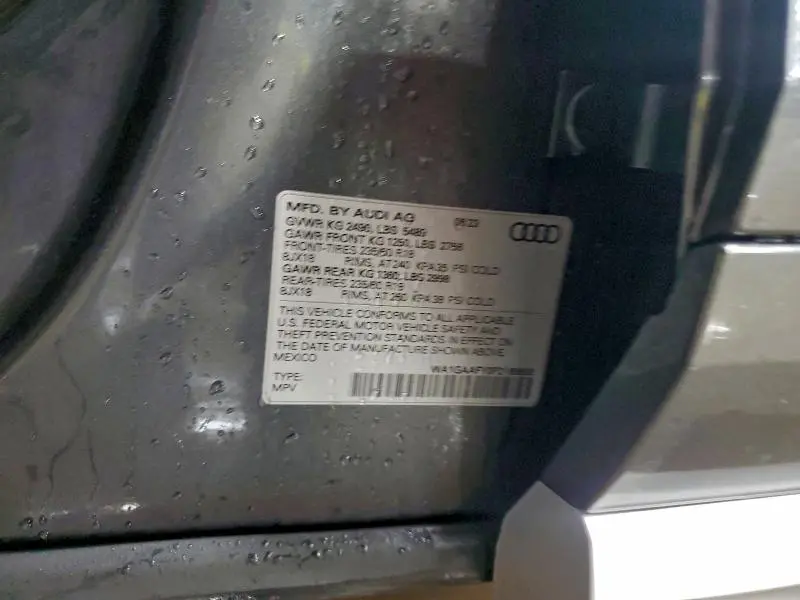 MFD. BY AUDI AG 06.23
GVWR KG 2490, LBS 5489
GAWR FRONT KG 1250, LBS 2756
FRONT-TIRES 235/60 R18
8JX18 RIMS, AT 240 KPA 35 PSI COLD
GAWR REAR KG 1360, LBS 2998
REAR-TIRES 235/60 R18
8JX18 RIMS, AT 260 KPA 38 PSI COLD
THIS VEHICLE CONFORMS TO ALL APPLICABLE
U.S. FEDERAL MOTOR VEHICLE SAFETY AND
THEFT PREVENTION STANDARDS IN EFFECT ON
THE DATE OF MANUFACTURE SHOWN ABOVE.
MEXICO
TYPE:
MPV